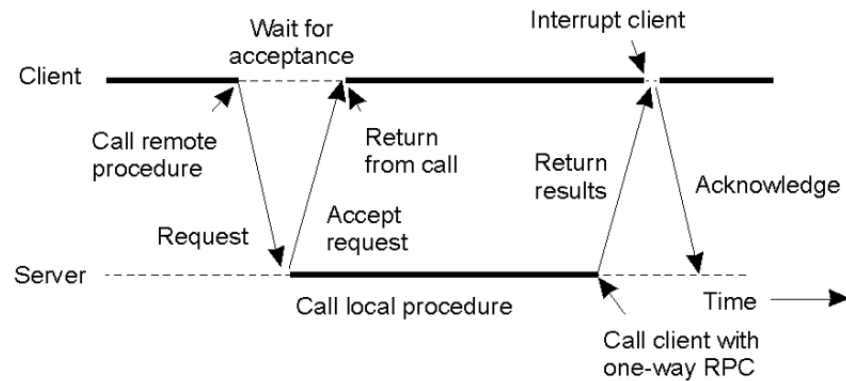 Wait for
acceptance
Interrupt client
Client
Call remote
procedure
Return
from call
Return
results
Acknowledge
Request
Accept
request
Server
Call local procedure
Time
Call client with
one-way RPC